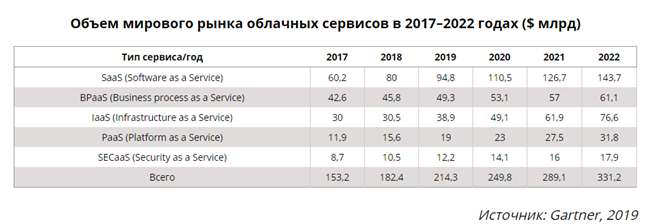 Объем мирового рынка облачных сервисов в 2017–2022 годах ($ млрд)
Тип сервиса/год 2017 2018 2019 2020 2021 2022
SaaS (Software as a Service) 60,2 80 94,8 110,5 126,7 143,7
BPaaS (Business process as a Service) 42,6 45,8 49,3 53,1 57 61,1
IaaS (Infrastructure as a Service) 30 30,5 38,9 49,1 61,9 76,6
PaaS (Platform as a Service) 11,9 15,6 19 23 27,5 31,8
SECaaS (Security as a Service) 8,7 10,5 12,2 14,1 16 17,9
Всего 153,2 182,4 214,3 249,8 289,1 331,2
Источник: Gartner, 2019